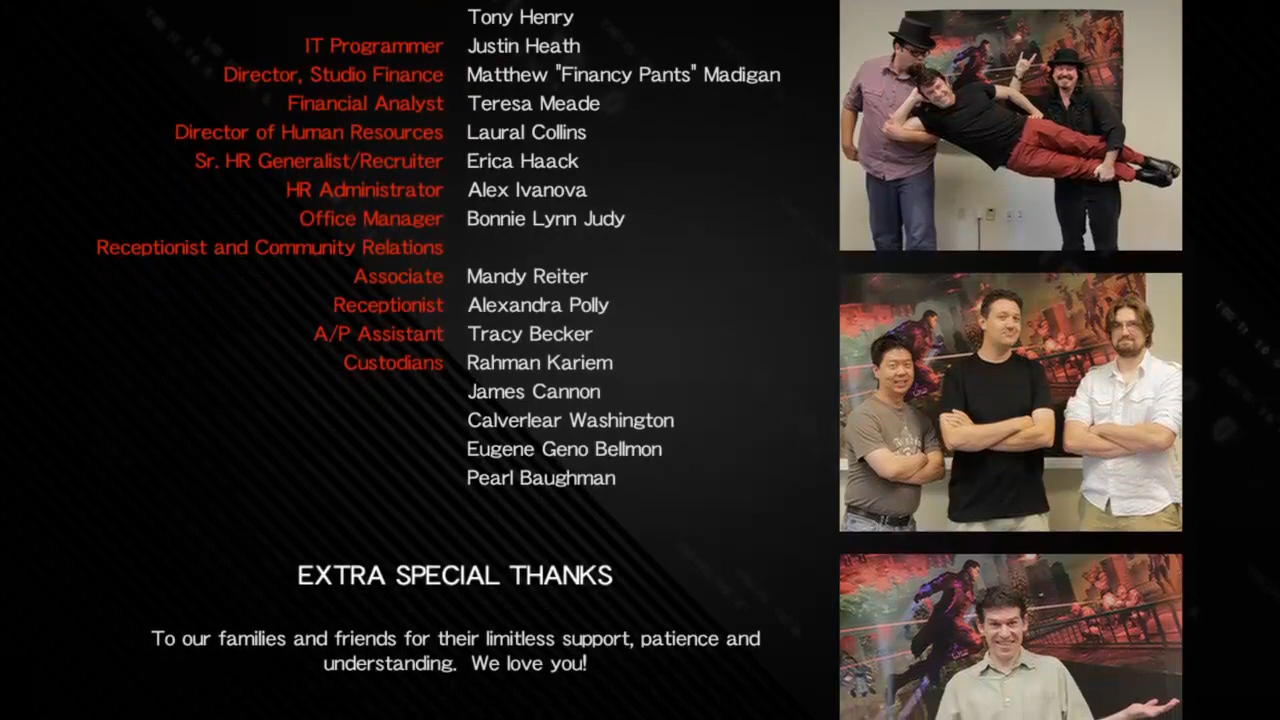 Tony Henry
IT Programmer Justin Heath
Director, Studio Finance Matthew "Financy Pants" Madigan
Financial Analyst Teresa Meade
Director of Human Resources Laural Collins
Sr. HR Generalist/Recruiter Erica Haack
HR Administrator Alex Ivanova
Office Manager Bonnie Lynn Judy
Receptionist and Community Relations
Associate Mandy Reiter
Receptionist Alexandra Polly
A/P Assistant Tracy Becker
Custodians Rahman Kariem
James Cannon
Calverlear Washington
Eugene Geno Bellmon
Pearl Baughman
EXTRA SPECIAL THANKS
To our families and friends for their limitless support, patience and
understanding. We love you!